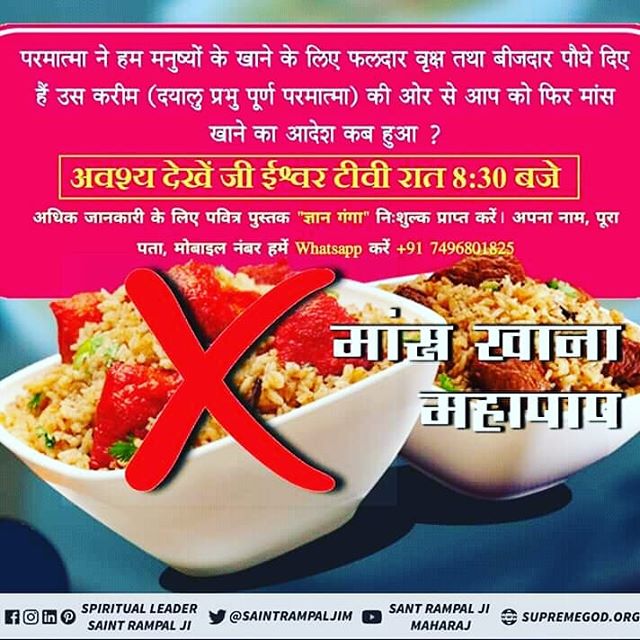 परमात्मा ने हम मनुष्यों के खाने के लिए फलदार वृक्ष तथा बीजदार पौधे दिए
हैं उस करीम (दयालु प्रभु पूर्ण परमात्मा) की ओर से आप को फिर मांस
खाने का आदेश कब हुआ ?
अवश्य देखें जी ईश्वर टीवी रात 8:30 बजे
अधिक जानकारी के लिए पवित्र पुस्तक "ज्ञान गंगा" निःशुल्क प्राप्त करें। अपना नाम, पूरा
पता, मोबाइल नंबर हमें Whatsapp करें +91 7496801825
मांस खाना
महापाप
SPIRITUAL LEADER
SAINT RAMPAL JI
@SAINTRAMPALJIM
SANT RAMPAL JI
MAHARAJ
SUPREMEGOD.ORG